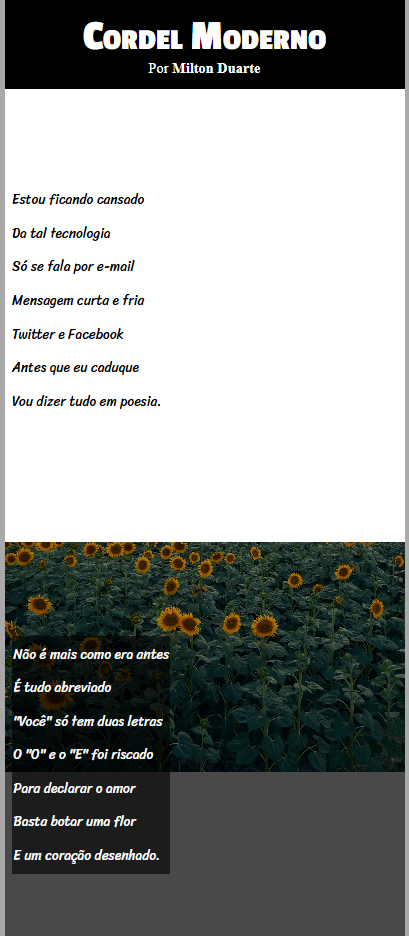 Cordel Moderno
Por Milton Duarte
Estou ficando cansado
Da tal tecnologia
Só se fala por e-mail
Mensagem curta e fria
Twitter e Facebook
Antes que eu caduque
Vou dizer tudo em poesia.
Não é mais como era antes
É tudo abreviado
"Você" só tem duas letras
O "O" e o "E" foi riscado
Para declarar o amor
Basta botar uma flor
E um coração desenhado.